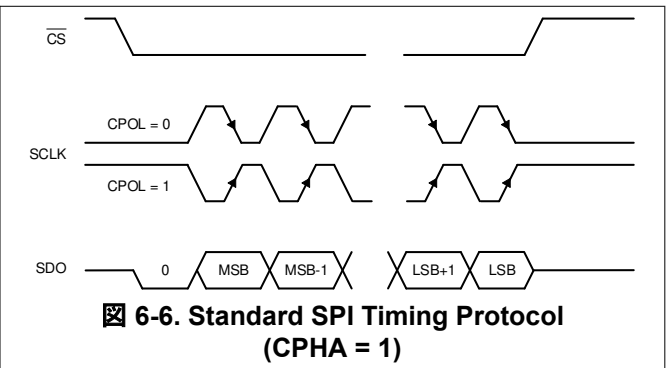 CS
CPOL = 0
SCLK
CPOL = 1
SDO 0 MSB MSB-1 LSB+1 LSB
図 6-6. Standard SPI Timing Protocol
(CPHA = 1)